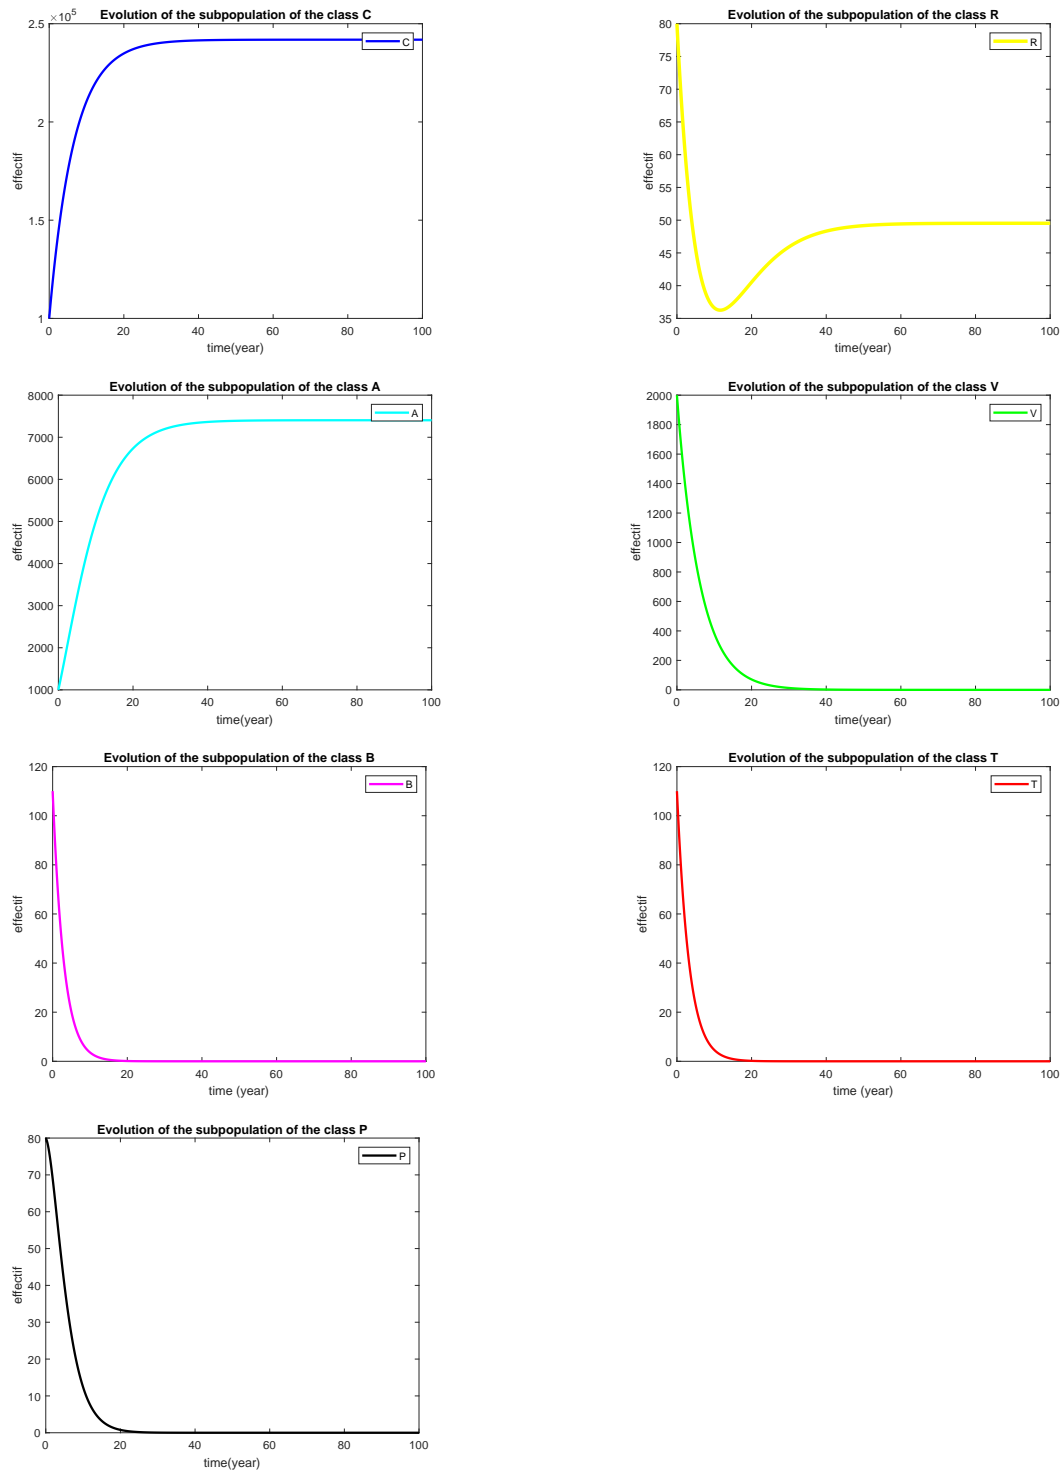 Evolution of the subpopulation of the class C
×10^5
2.5
2
1.5
1
effectif
C
0 20 40 60 80 100
time(year)
Evolution of the subpopulation of the class R
80
75
70
65
60
55
50
45
40
35
effectif
R
0 20 40 60 80 100
time(year)
Evolution of the subpopulation of the class A
8000
7000
6000
5000
4000
3000
2000
1000
effectif
A
0 20 40 60 80 100
time(year)
Evolution of the subpopulation of the class V
2000
1800
1600
1400
1200
1000
800
600
400
200
0
effectif
V
0 20 40 60 80 100
time(year)
Evolution of the subpopulation of the class B
120
100
80
60
40
20
0
effectif
B
0 20 40 60 80 100
time (year)
Evolution of the subpopulation of the class T
120
100
80
60
40
20
0
effectif
T
0 20 40 60 80 100
time (year)
Evolution of the subpopulation of the class P
80
70
60
50
40
30
20
10
0
effectif
P
0 20 40 60 80 100
time(year)